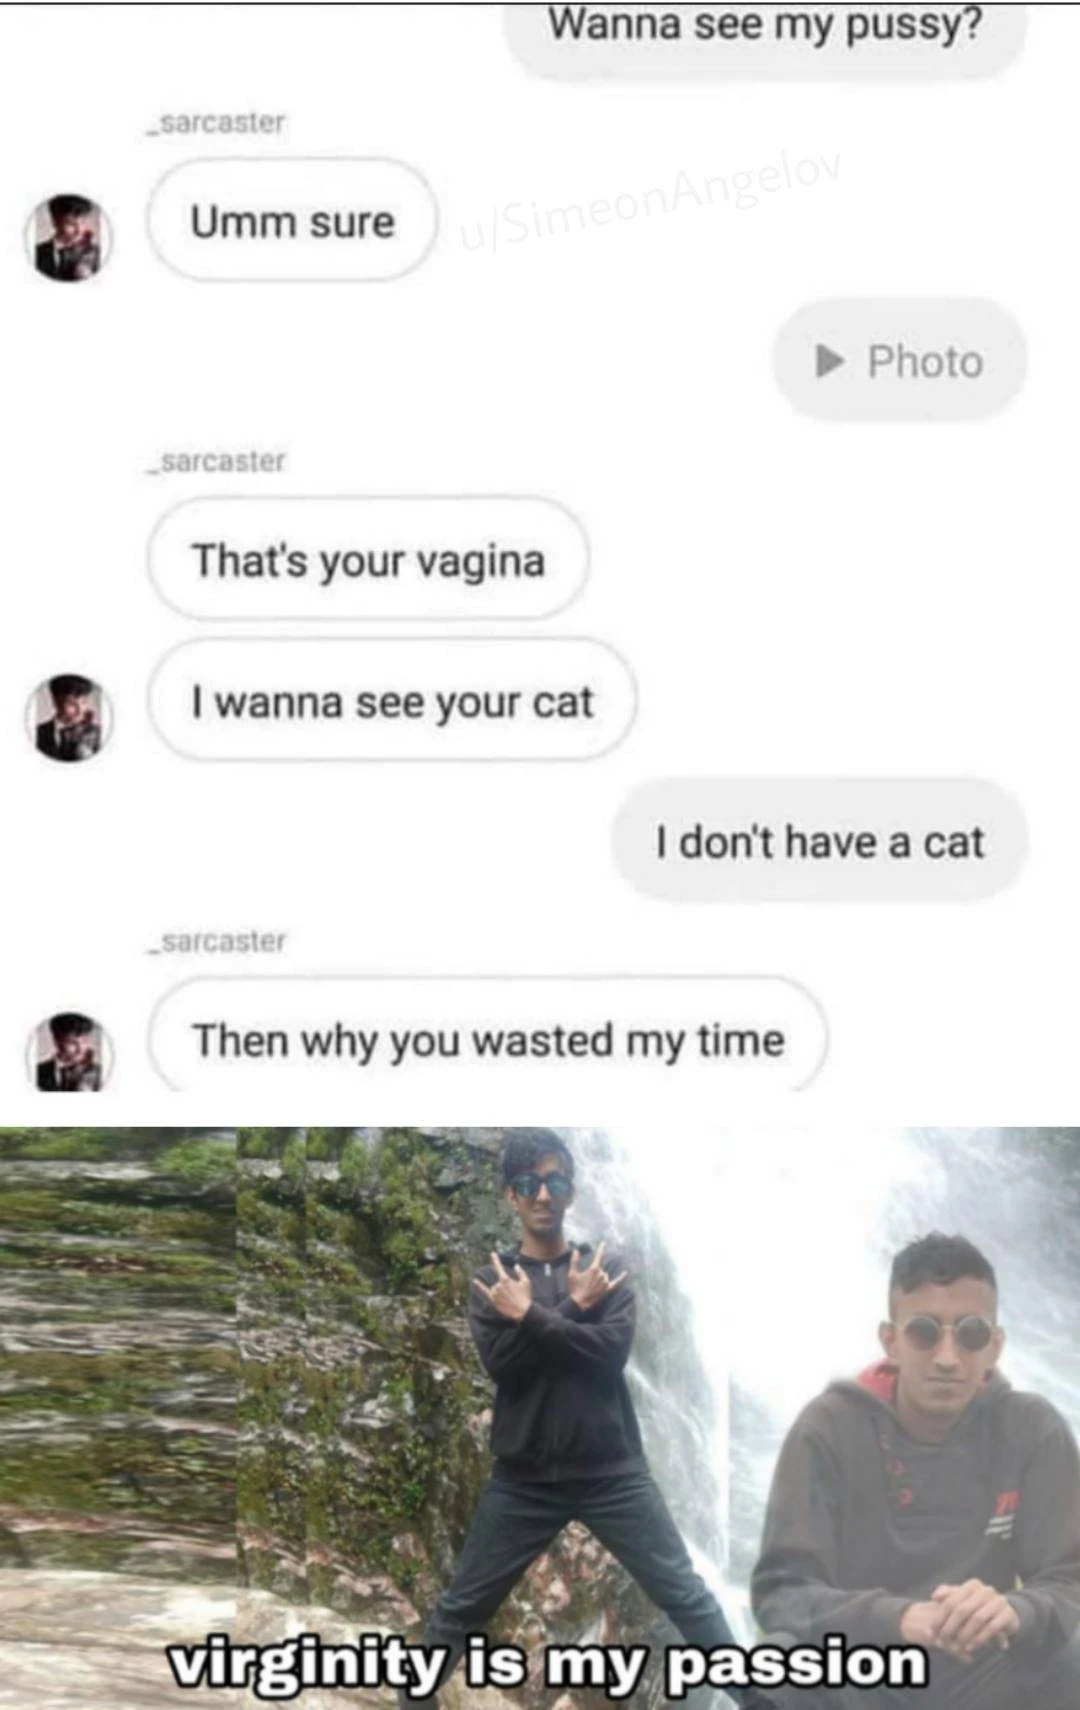 Wanna see my pussy?
_sarcaster
Umm sure
u/SimeonAngelov
Photo
_sarcaster
That's your vagina
I wanna see your cat
I don't have a cat
_sarcaster
Then why you wasted my time
virginity is my passion